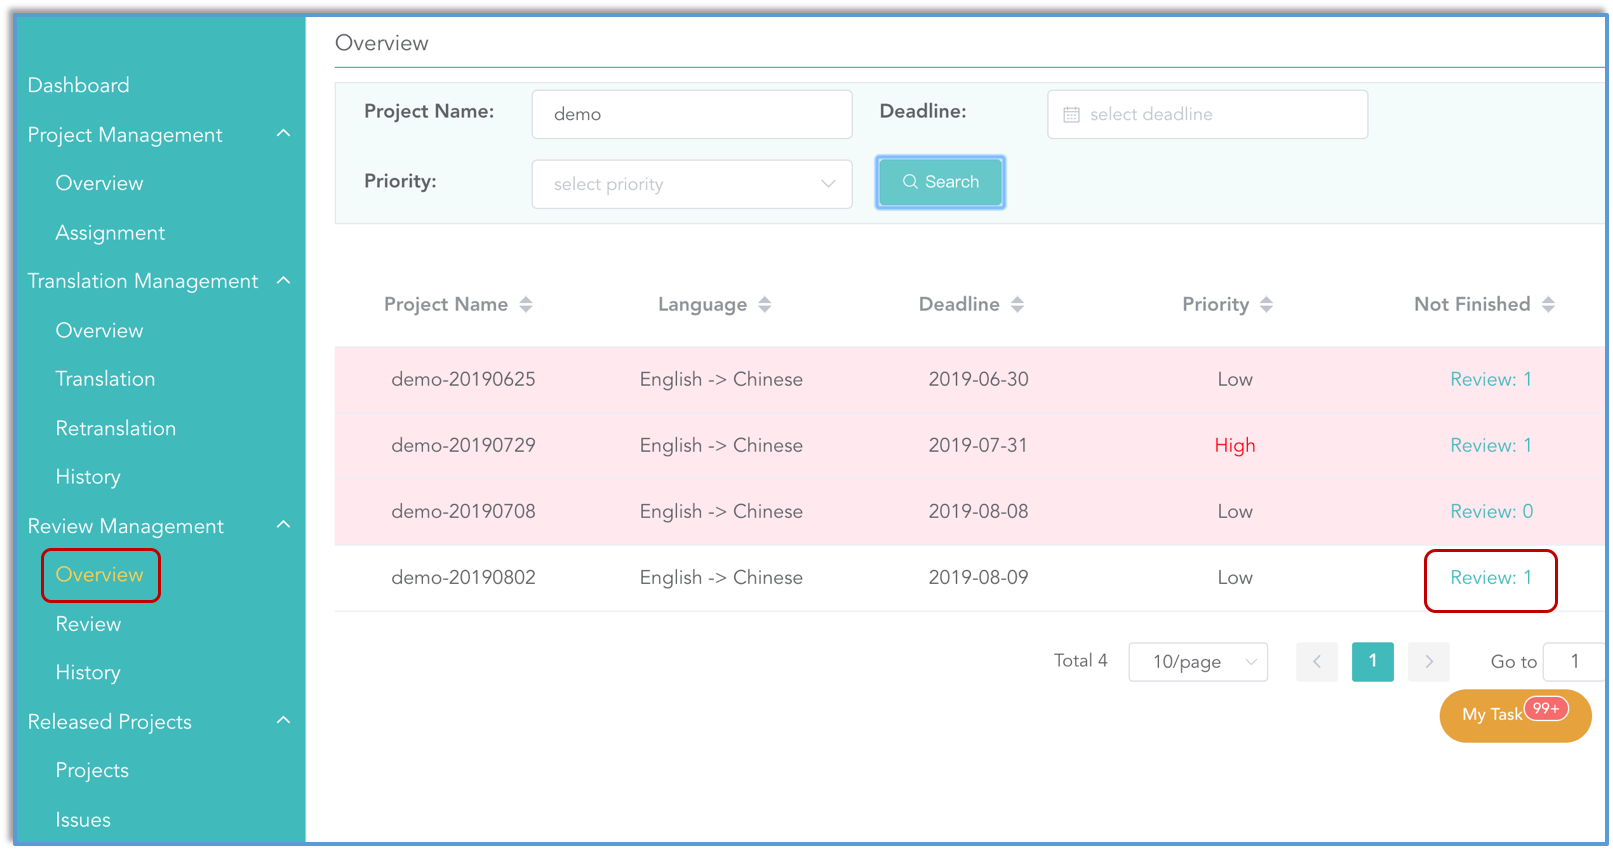 Dashboard
Project Management
Overview
Assignment
Translation Management
Overview
Translation
Retranslation
History
Review Management
Overview
Review
History
Released Projects
Projects
Issues
Overview
Project Name: demo Deadline: select deadline
Priority: select priority Search
Project Name Language Deadline Priority Not Finished
demo-20190625 English -> Chinese 2019-06-30 Low Review: 1
demo-20190729 English -> Chinese 2019-07-31 High Review: 1
demo-20190708 English -> Chinese 2019-08-08 Low Review: 0
demo-20190802 English -> Chinese 2019-08-09 Low Review: 1
Total 4 10/page 1 Go to 1
My Task 99+